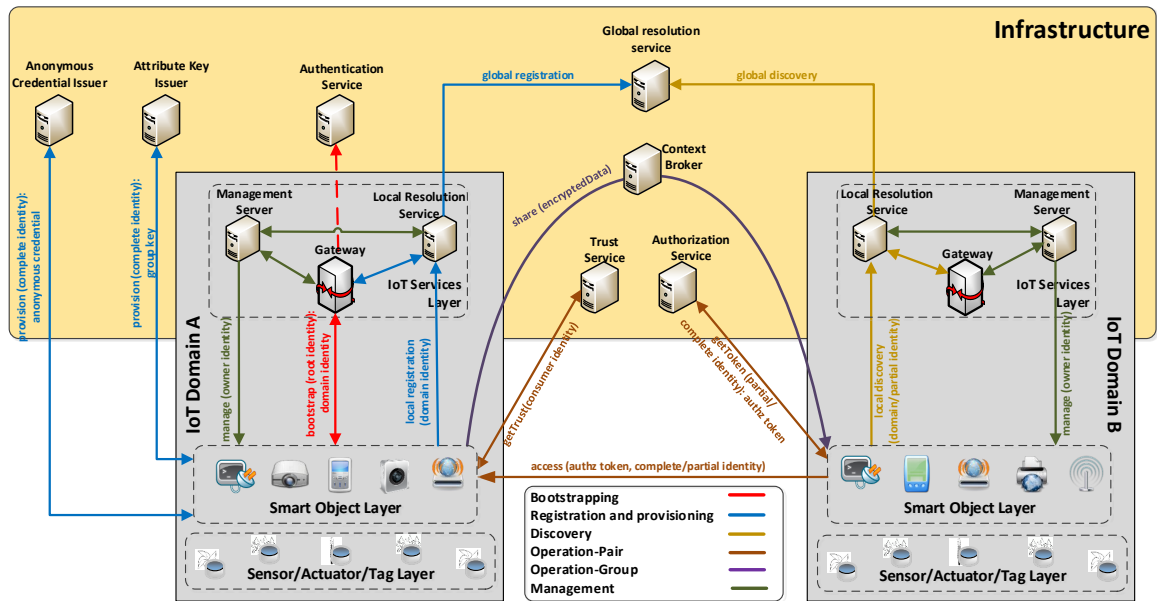 Infrastructure
Global resolution
service
Anonymous
Credential Issuer
Attribute Key
Issuer
Authentication
Service
global registration
global discovery
Context
Broker
share (encryptedData)
Management
Server
Local Resolution
Service
Gateway
IoT Services
Layer
Trust
Service
Authorization
Service
Local Resolution
Service
Management
Server
Gateway
IoT Services
Layer
provision (complete identity):
anonymous credential
provision (complete identity):
group key
IoT Domain A
manage (owner identity)
bootstrap (root identity):
domain identity
local registration
(domain identity)
getTrust(consumer identity)
getToken (partial/
complete identity): authz token
local discovery
(domain/partial identity)
manage (owner identity)
IoT Domain B
access (authz token, complete/partial identity)
Smart Object Layer
Smart Object Layer
Bootstrapping
Registration and provisioning
Discovery
Operation-Pair
Operation-Group
Management
Sensor/Actuator/Tag Layer
Sensor/Actuator/Tag Layer